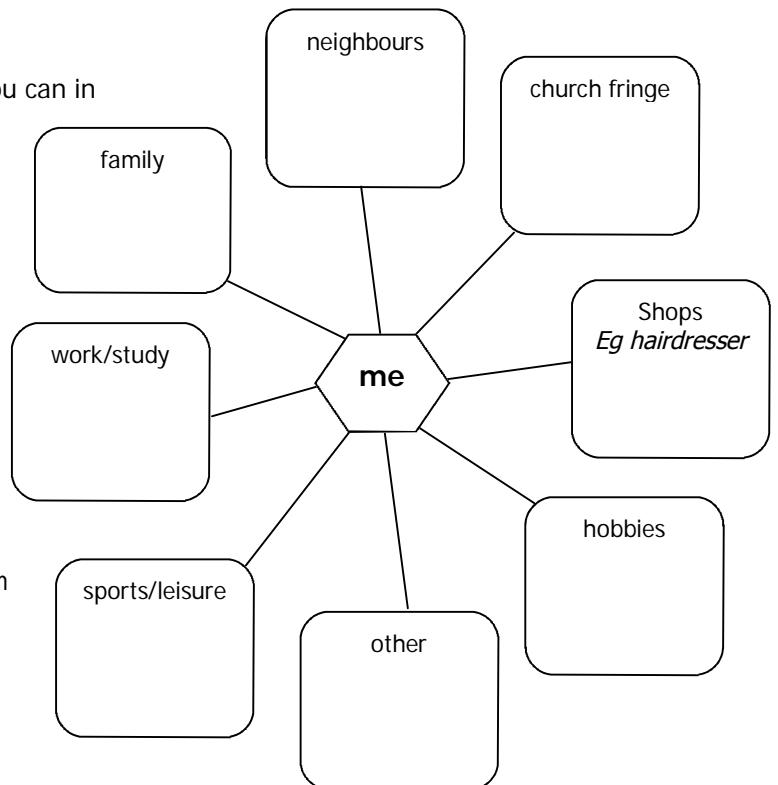 neighbours
ou can in
church fringe
family
Shops
Eg hairdresser
work/study
me
hobbies
sports/leisure
other